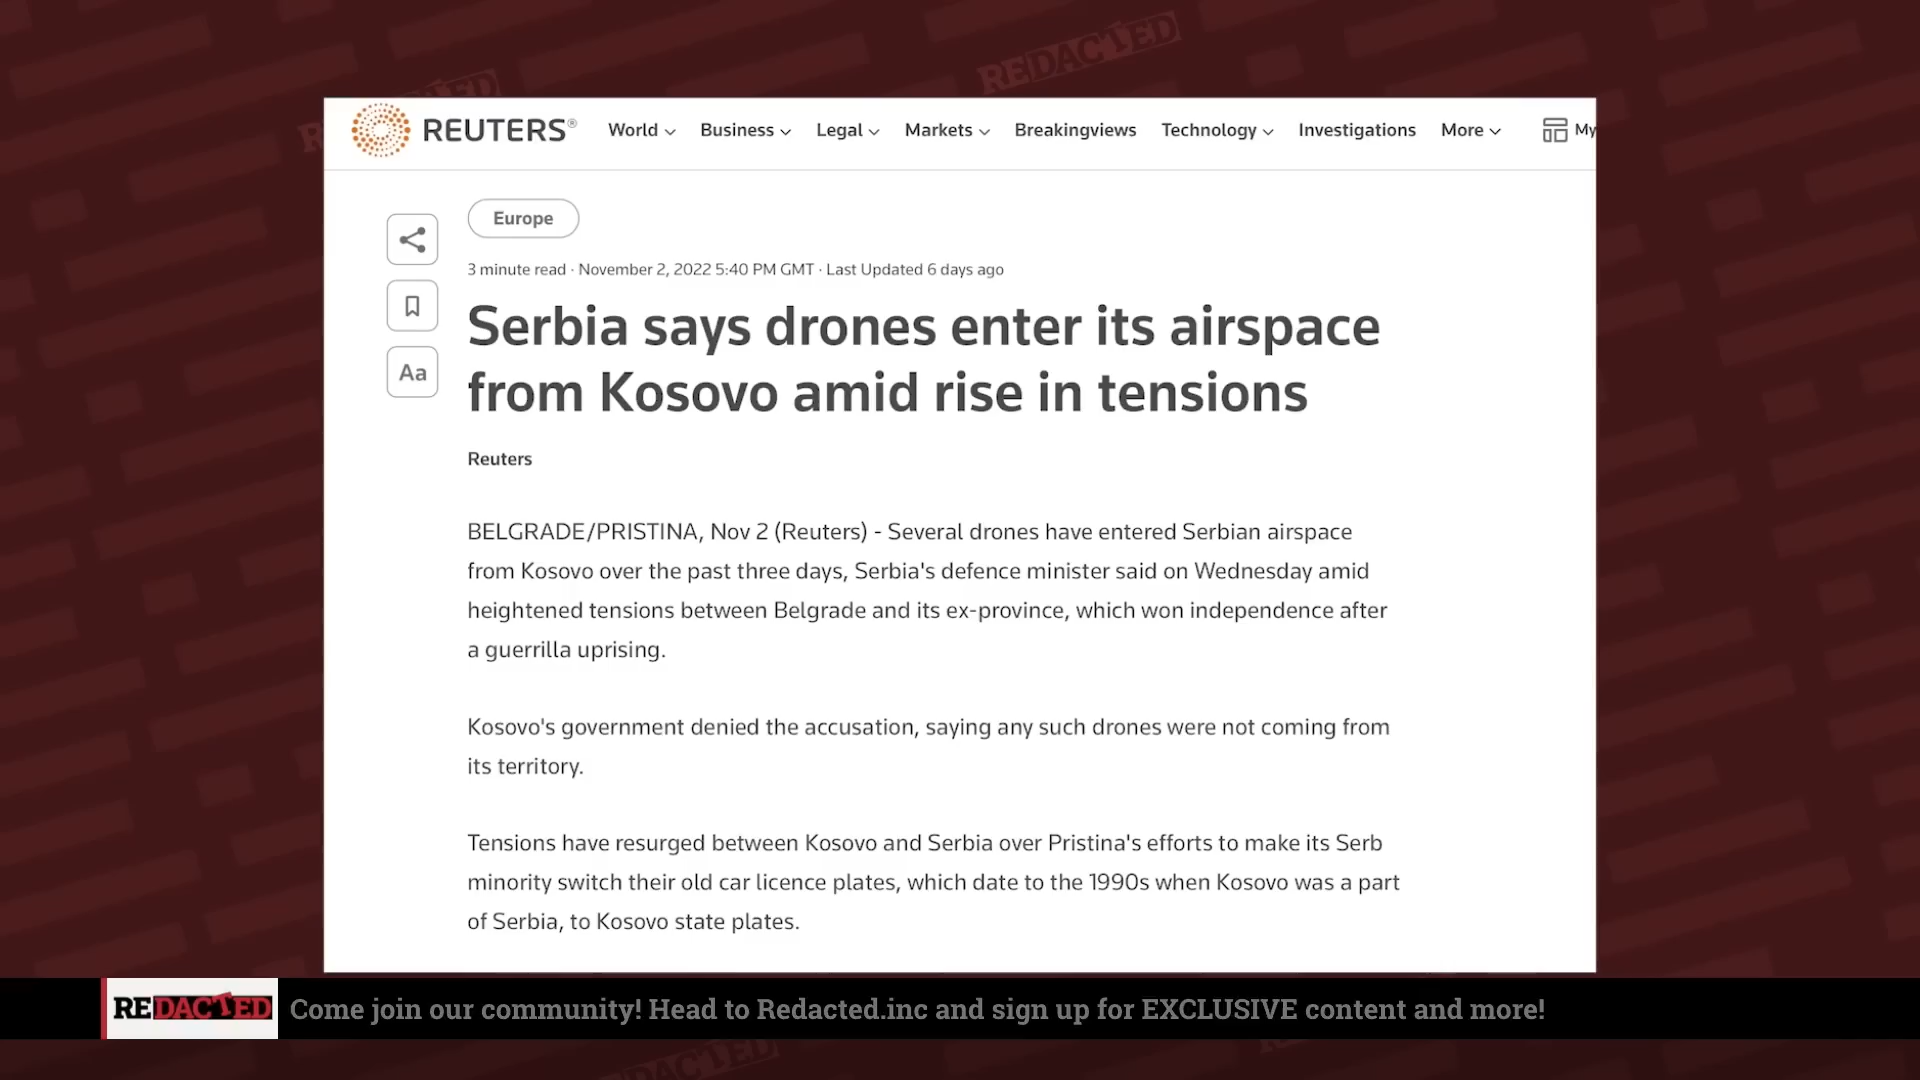 REDACTED
REUTERS®
World
Business
Legal
Markets
Breakingviews
Technology
Investigations
More
My
Europe
3 minute read · November 2, 2022 5:40 PM GMT · Last Updated 6 days ago
Aa
Serbia says drones enter its airspace
from Kosovo amid rise in tensions
Reuters
BELGRADE/PRISTINA, Nov 2 (Reuters) - Several drones have entered Serbian airspace
from Kosovo over the past three days, Serbia's defence minister said on Wednesday amid
heightened tensions between Belgrade and its ex-province, which won independence after
a guerrilla uprising.
Kosovo's government denied the accusation, saying any such drones were not coming from
its territory.
Tensions have resurged between Kosovo and Serbia over Pristina's efforts to make its Serb
minority switch their old car licence plates, which date to the 1990s when Kosovo was a part
of Serbia, to Kosovo state plates.
REDACTED Come join our community! Head to Redacted.inc and sign up for EXCLUSIVE content and more!